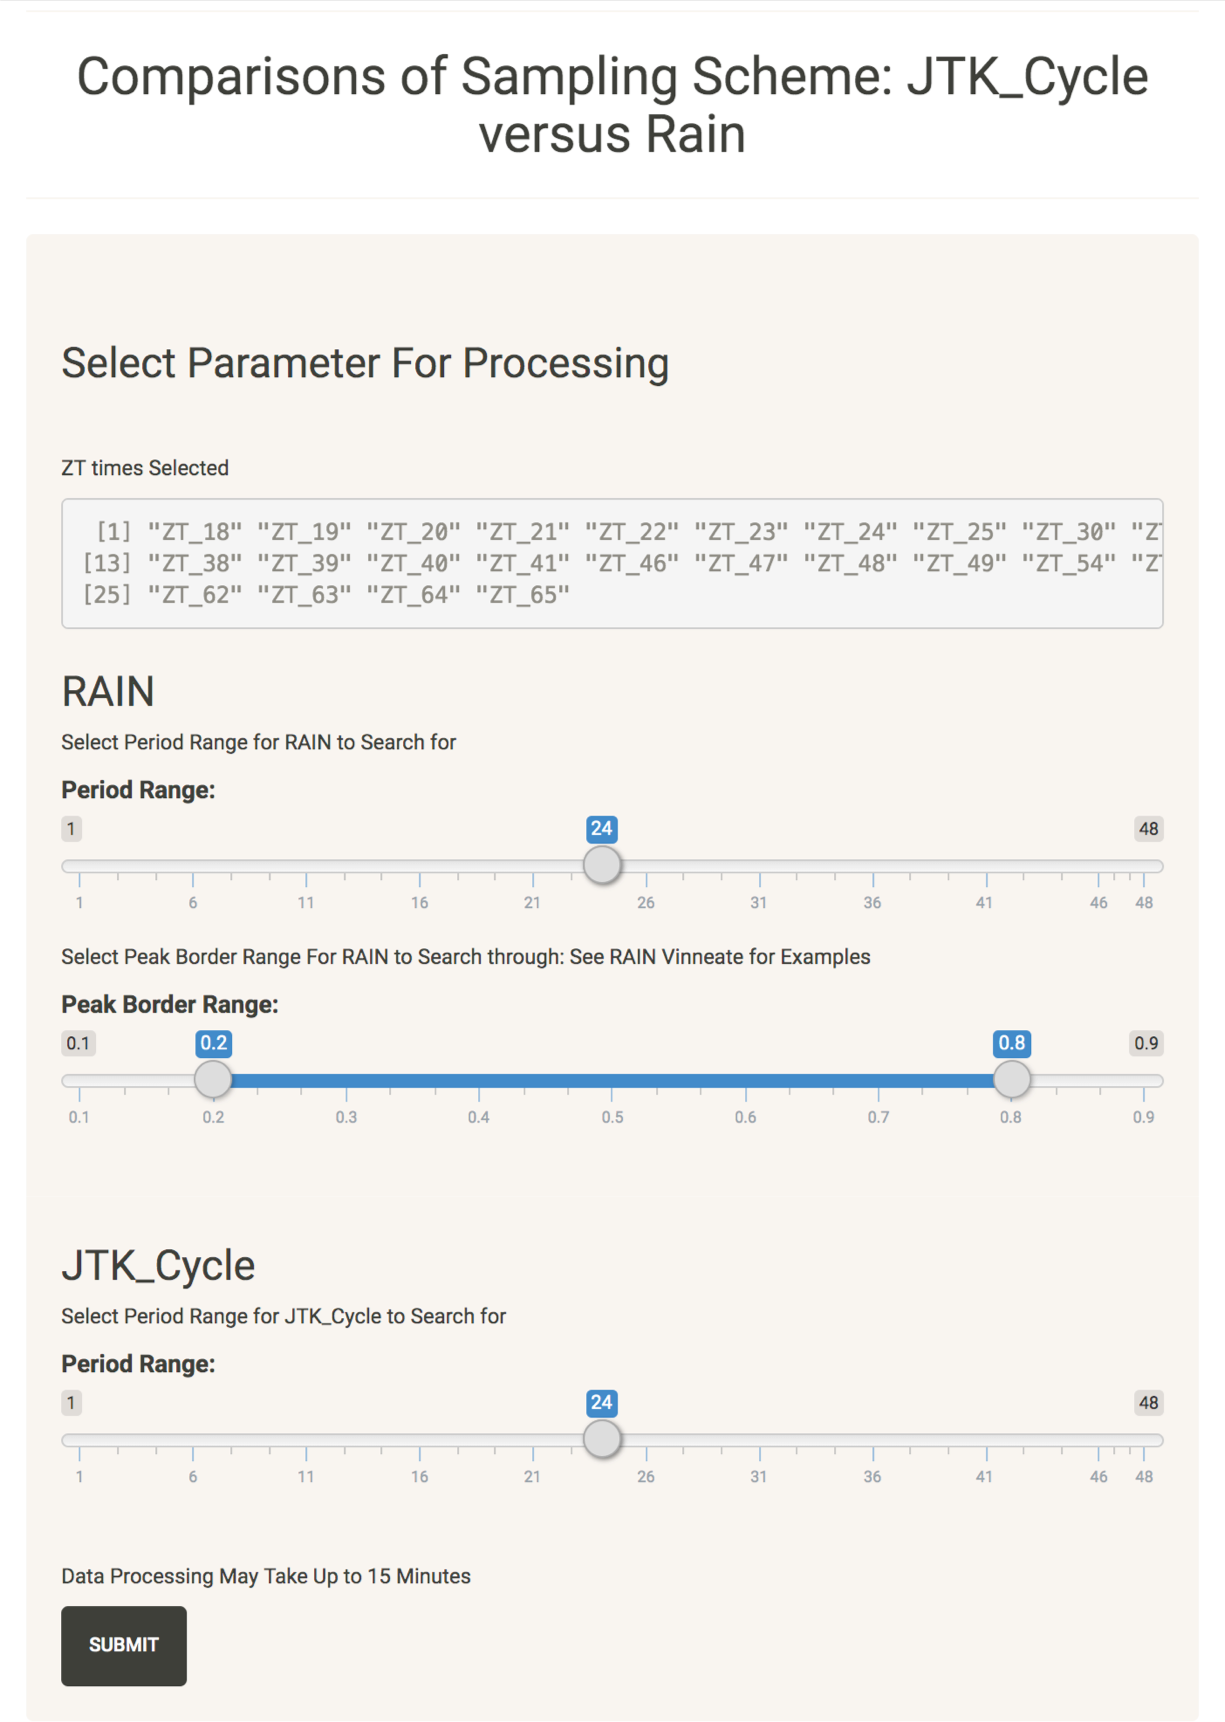 Comparisons of Sampling Scheme: JTK_Cycle
versus Rain
Select Parameter For Processing
ZT times Selected
[1] "ZT_18" "ZT_19" "ZT_20" "ZT_21" "ZT_22" "ZT_23" "ZT_24" "ZT_25" "ZT_30"
[13] "ZT_38" "ZT_39" "ZT_40" "ZT_41" "ZT_46" "ZT_47" "ZT_48" "ZT_49" "ZT_54"
[25] "ZT_62" "ZT_63" "ZT_64" "ZT_65"
RAIN
Select Period Range for RAIN to Search for
Period Range:
1 24 48
1 6 11 16 21 26 31 36 41 46 48
Select Peak Border Range For RAIN to Search through: See RAIN Vinneate for Examples
Peak Border Range:
0.1 0.2 0.8 0.9
0.1 0.2 0.3 0.4 0.5 0.6 0.7 0.8 0.9
JTK_Cycle
Select Period Range for JTK_Cycle to Search for
Period Range:
1 24 48
1 6 11 16 21 26 31 36 41 46 48
Data Processing May Take Up to 15 Minutes
SUBMIT